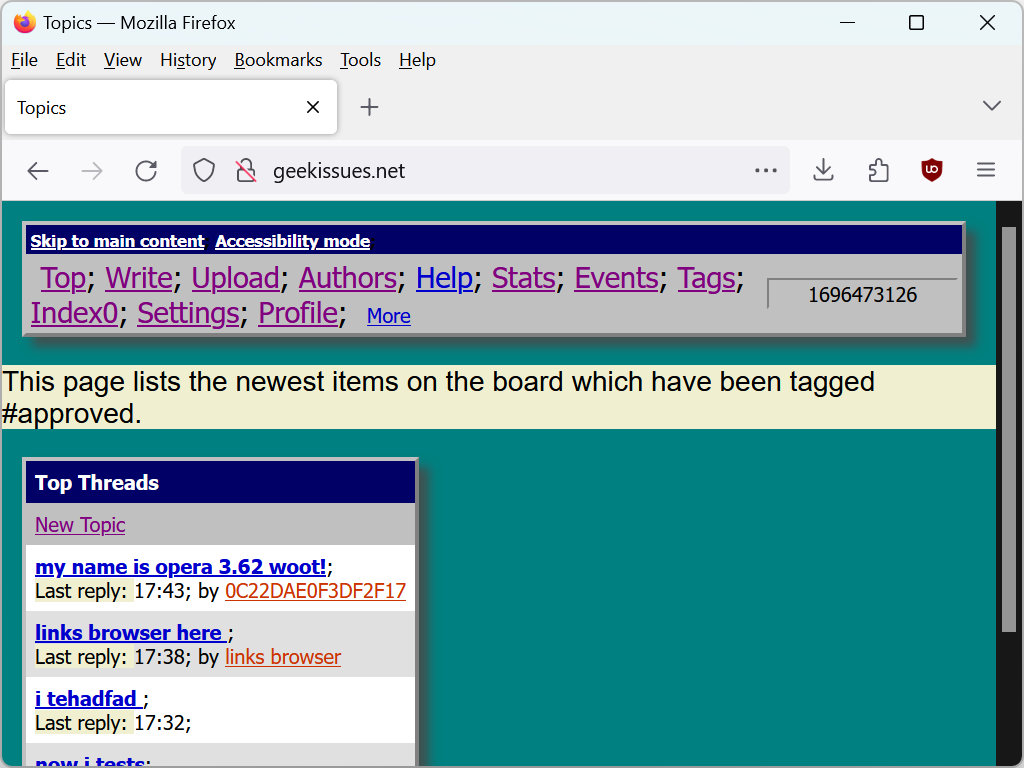 Topics — Mozilla Firefox
File Edit View History Bookmarks Tools Help
Topics
geekissues.net
Skip to main content Accessibility mode
Top; Write; Upload; Authors; Help; Stats; Events; Tags;
Index0; Settings; Profile; More
1696473126
This page lists the newest items on the board which have been tagged
#approved.
Top Threads
New Topic
my name is opera 3.62 woot!;
Last reply: 17:43; by 0C22DAE0F3DF2F17
links browser here ;
Last reply: 17:38; by links browser
i tehadfad ;
Last reply: 17:32;
now i tests;